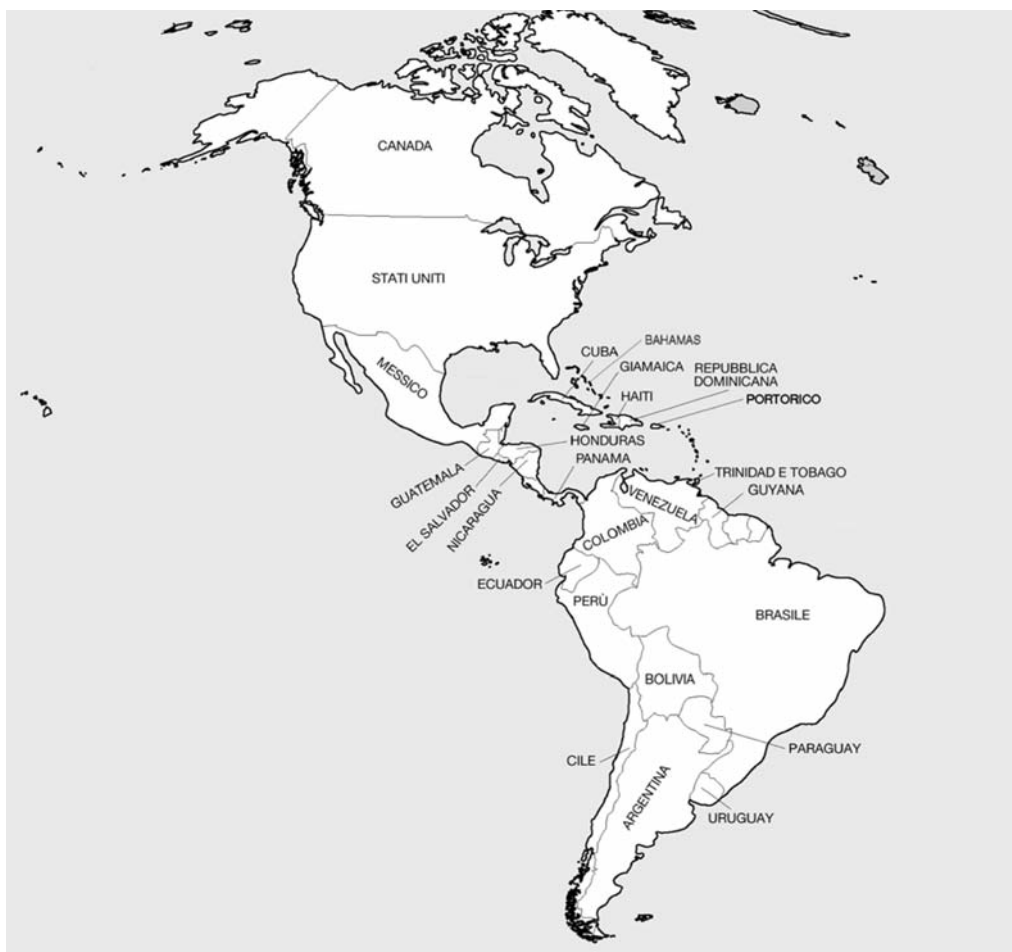 CANADA
STATI UNITI
MESSICO
BAHAMAS
CUBA
GIAMAICA
REPUBBLICA
DOMINICANA
HAITI
PORTORICO
HONDURAS
PANAMA
GUATEMALA
EL SALVADOR
NICARAGUA
TRINIDAD E TOBAGO
GUYANA
VENEZUELA
COLOMBIA
ECUADOR
PERÙ
BRASILE
BOLIVIA
PARAGUAY
CILE
ARGENTINA
URUGUAY